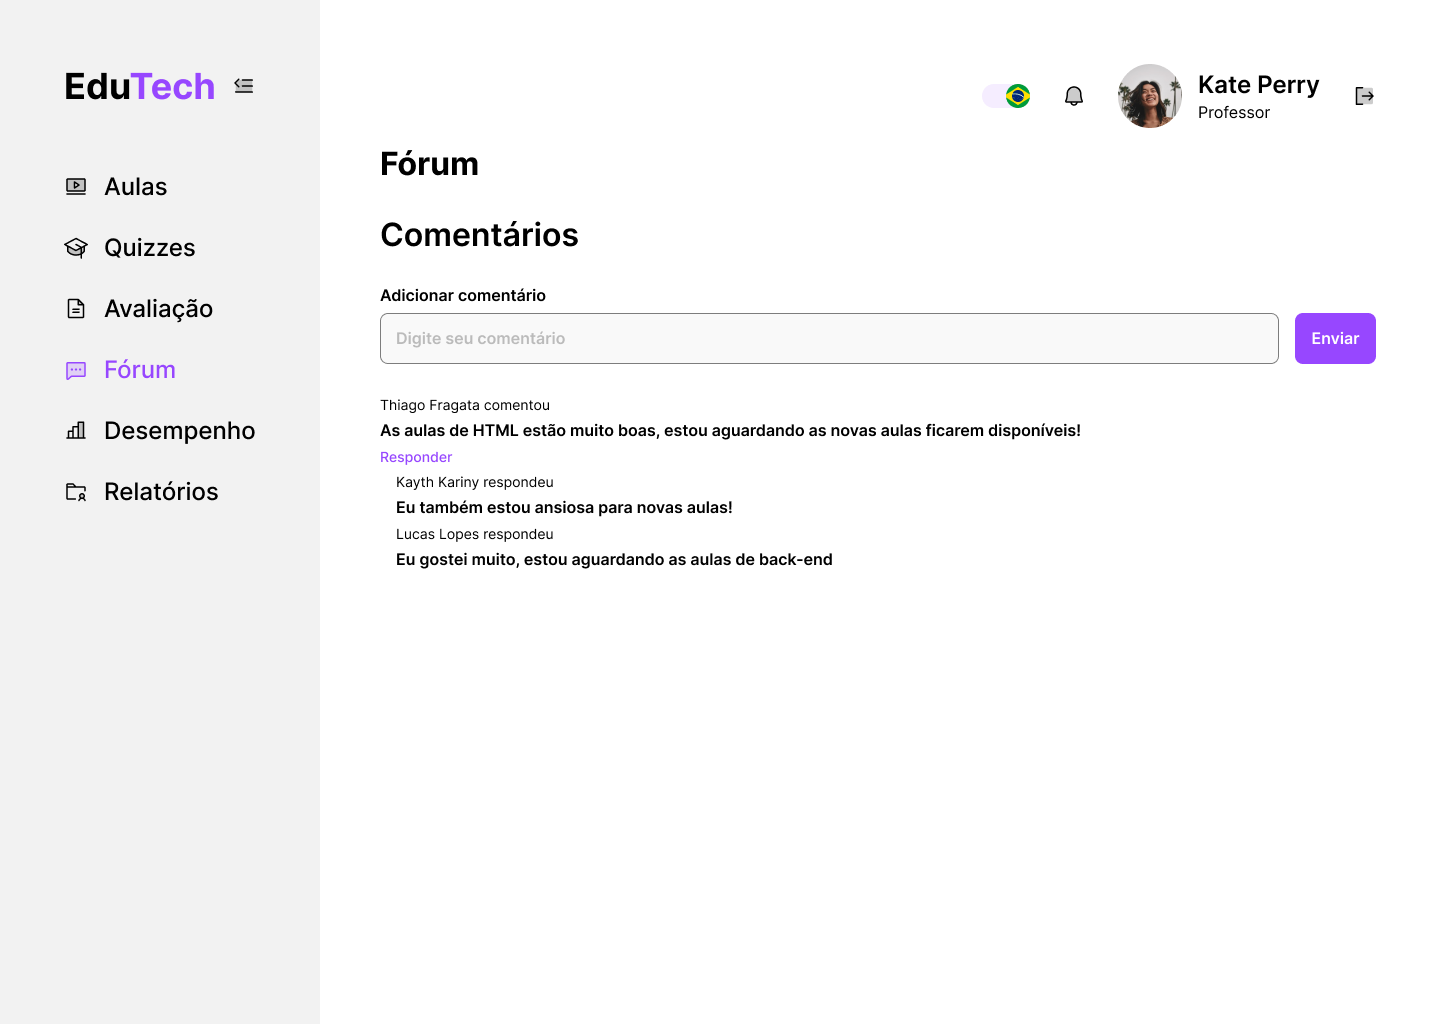 EduTech
Aulas
Quizzes
Avaliação
Fórum
Desempenho
Relatórios
Kate Perry
Professor
Fórum
Comentários
Adicionar comentário
Digite seu comentário
Enviar
Thiago Fragata comentou
As aulas de HTML estão muito boas, estou aguardando as novas aulas ficarem disponíveis!
Responder
Kayth Kariny respondeu
Eu também estou ansiosa para novas aulas!
Lucas Lopes respondeu
Eu gostei muito, estou aguardando as aulas de back-end